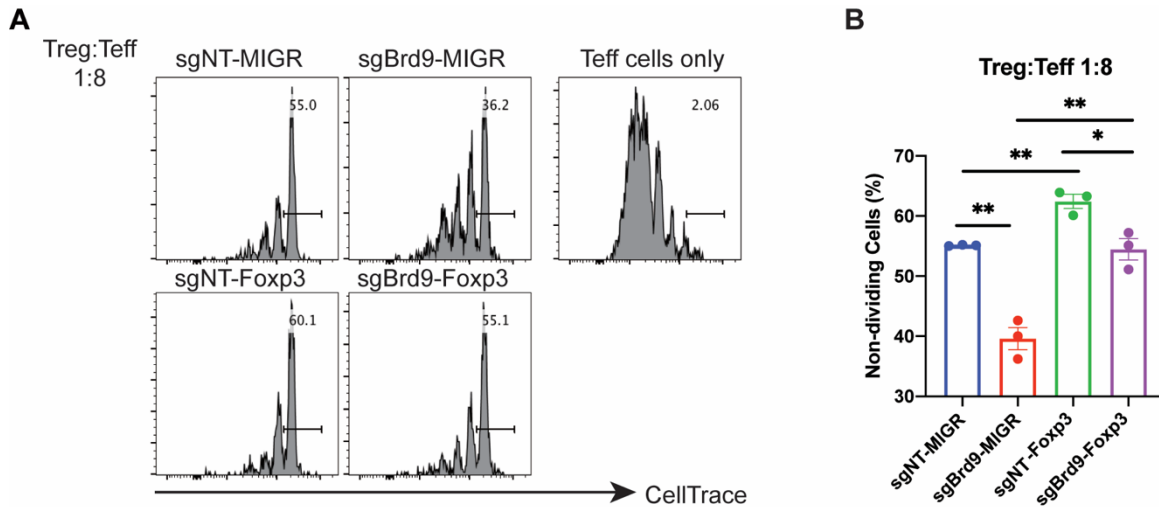 A
Treg:Teff
1:8
sgNT-MIGR
sgBrd9-MIGR
Teff cells only
55.0
36.2
2.06
sgNT-Foxp3
sgBrd9-Foxp3
60.1
55.1
CellTrace
B
Treg:Teff 1:8
**
**
*
**
70
60
50
40
30
Non-dividing Cells (%)
sgNT-MIGR
sgBrd9-MIGR
sgNT-Foxp3
sgBrd9-Foxp3